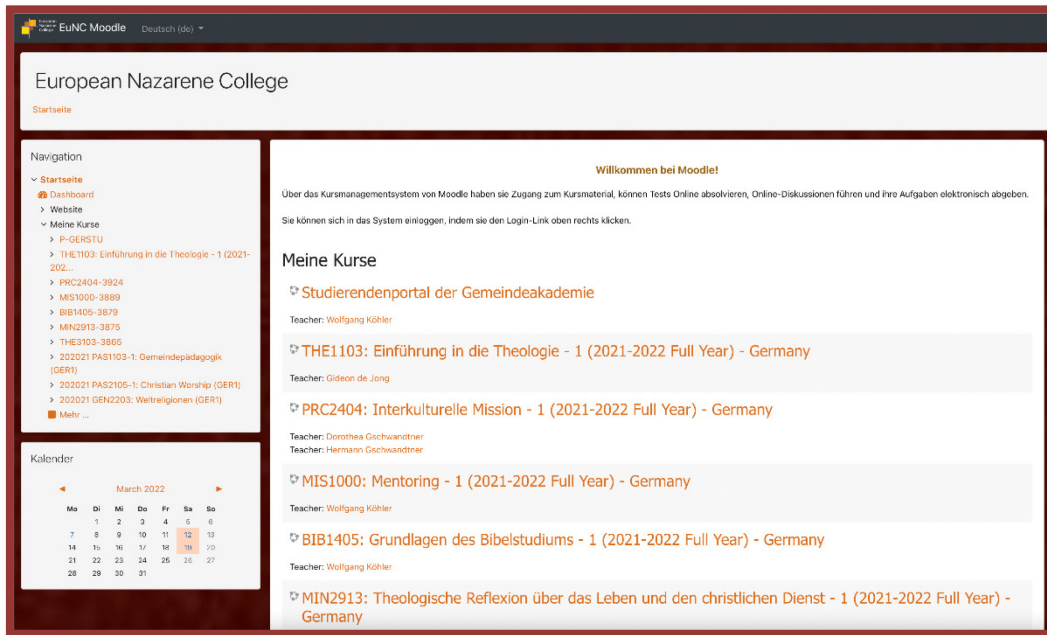 European Nazarene College EuNC Moodle Deutsch (de)
European Nazarene College
Startseite
Navigation
Startseite
Dashboard
Website
Meine Kurse
P-GERSTU
THE1103: Einführung in die Theologie - 1 (2021-
202...
PRC2404-3924
MIS1000-3889
BIB1405-3879
MIN2913-3875
THE3103-3865
202021 PAS1103-1: Gemeindepädagogik
(GER1)
202021 PAS2105-1: Christian Worship (GER1)
202021 GEN2203: Weltreligionen (GER1)
Mehr ...
Kalender
March 2022
Mo Di Mi Do Fr Sa So
1 2 3 4 5 6
7 8 9 10 11 12 13
14 15 16 17 18 19 20
21 22 23 24 25 26 27
28 29 30 31
Willkommen bei Moodle!
Über das Kursmanagementsystem von Moodle haben sie Zugang zum Kursmaterial, können Tests Online absolvieren, Online-Diskussionen führen und ihre Aufgaben elektronisch abgeben.
Sie können sich in das System einloggen, indem sie den Login-Link oben rechts klicken.
Meine Kurse
Studierendenportal der Gemeindeakademie
Teacher: Wolfgang Köhler
THE1103: Einführung in die Theologie - 1 (2021-2022 Full Year) - Germany
Teacher: Gideon de Jong
PRC2404: Interkulturelle Mission - 1 (2021-2022 Full Year) - Germany
Teacher: Dorothea Gschwandtner
Teacher: Hermann Gschwandtner
MIS1000: Mentoring - 1 (2021-2022 Full Year) - Germany
Teacher: Wolfgang Köhler
BIB1405: Grundlagen des Bibelstudiums - 1 (2021-2022 Full Year) - Germany
Teacher: Wolfgang Köhler
MIN2913: Theologische Reflexion über das Leben und den christlichen Dienst - 1 (2021-2022 Full Year) -
Germany